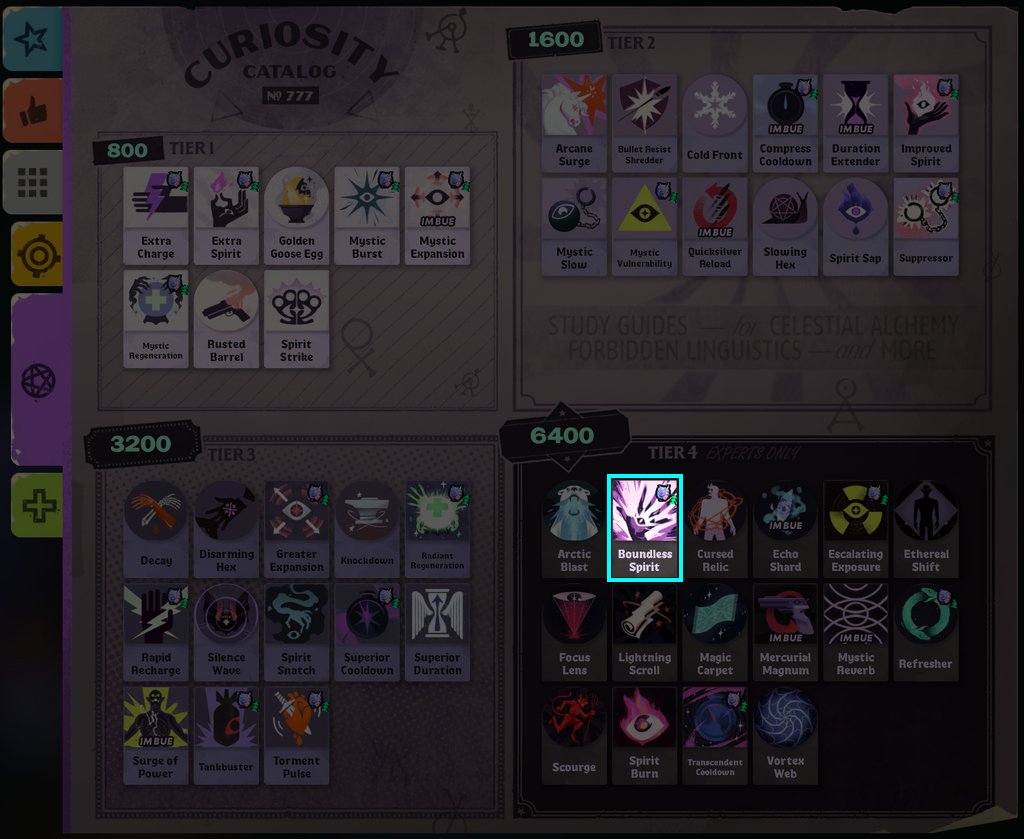 CURIOSITY
CATALOG
Nº 777
800 TIER 1
Extra Charge
Extra Spirit
Golden Goose Egg
Mystic Burst
IMBUE
Mystic Expansion
Mystic Regeneration
Rusted Barrel
Spirit Strike
1600 TIER 2
Arcane Surge
Bullet Resist Shredder
Cold Front
IMBUE
Compress Cooldown
IMBUE
Duration Extender
Improved Spirit
Mystic Slow
Mystic Vulnerability
IMBUE
Quicksilver Reload
Slowing Hex
Spirit Sap
Suppressor
STUDY GUIDES — for CELESTIAL ALCHEMY
FORBIDDEN LINGUISTICS — and MORE
3200 TIER 3
Decay
Disarming Hex
Greater Expansion
Knockdown
Radiant Regeneration
Rapid Recharge
Silence Wave
Spirit Snatch
Superior Cooldown
Superior Duration
IMBUE
Surge of Power
Tankbuster
Torment Pulse
6400 TIER 4 EXPERTS ONLY
Arctic Blast
Boundless Spirit
Cursed Relic
IMBUE
Echo Shard
Escalating Exposure
Ethereal Shift
Focus Lens
Lightning Scroll
Magic Carpet
IMBUE
Mercurial Magnum
IMBUE
Mystic Reverb
Refresher
Scourge
Spirit Burn
Transcendent Cooldown
Vortex Web